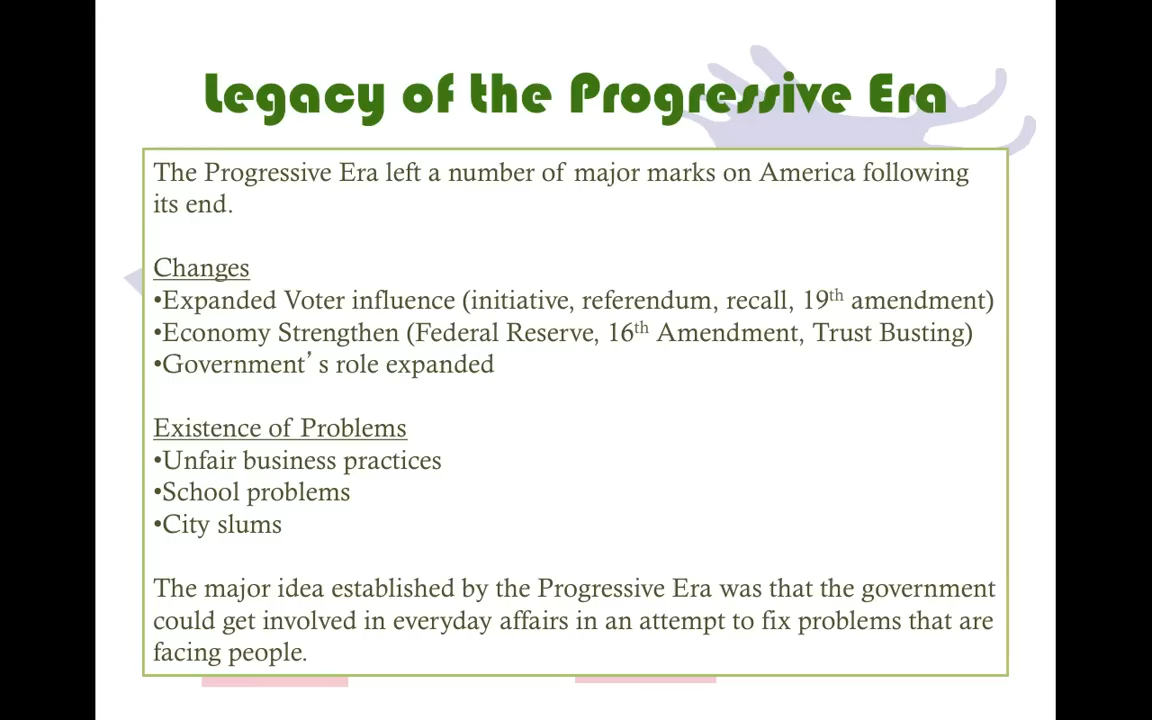 Legacy of the Progressive Era
The Progressive Era left a number of major marks on America following
its end.
Changes
•Expanded Voter influence (initiative, referendum, recall, 19th amendment)
•Economy Strengthen (Federal Reserve, 16th Amendment, Trust Busting)
•Government’s role expanded
Existence of Problems
•Unfair business practices
•School problems
•City slums
The major idea established by the Progressive Era was that the government
could get involved in everyday affairs in an attempt to fix problems that are
facing people.